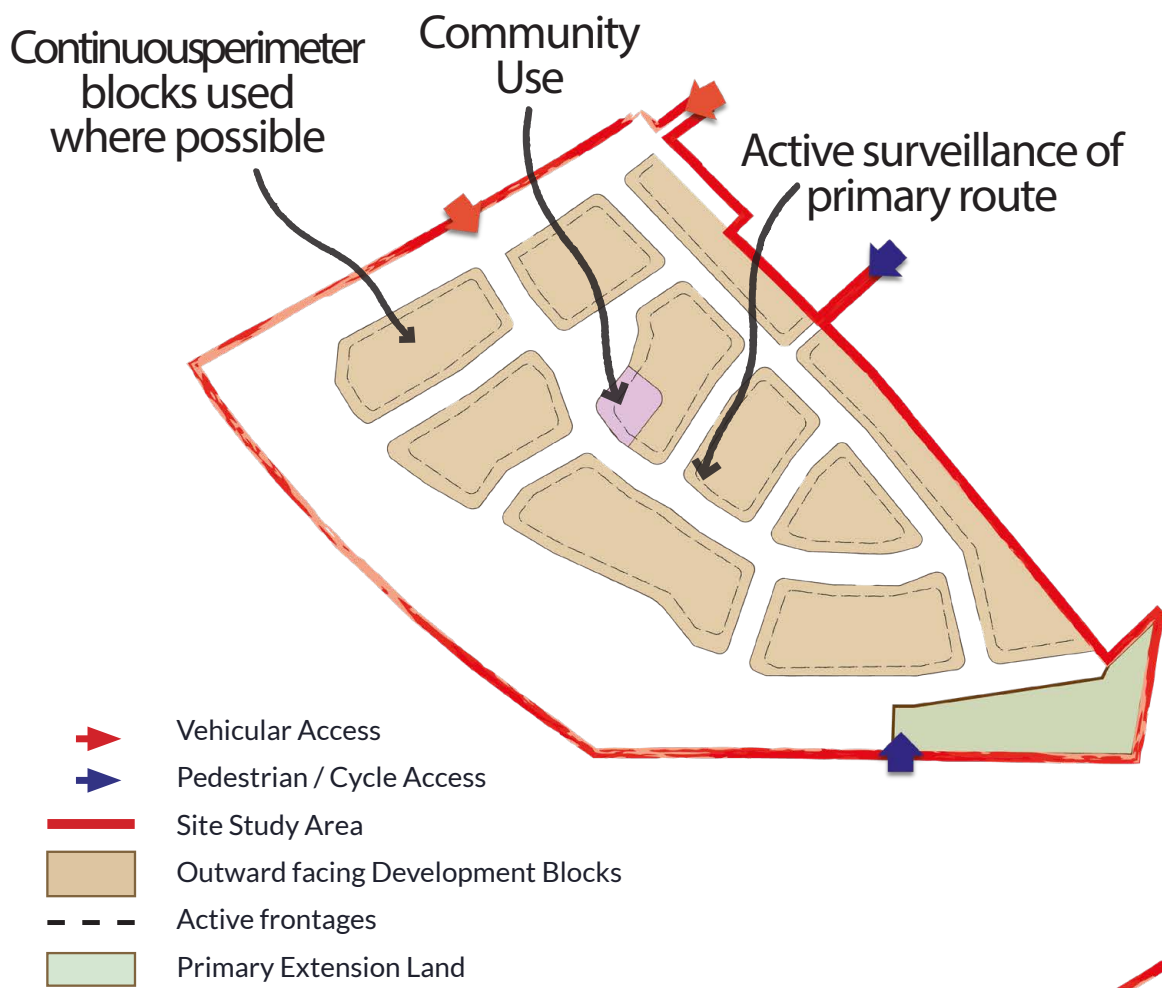 Continuousperimeter
blocks used
where possible
Community
Use
Active surveillance of
primary route
Vehicular Access
Pedestrian / Cycle Access
Site Study Area
Outward facing Development Blocks
Active frontages
Primary Extension Land